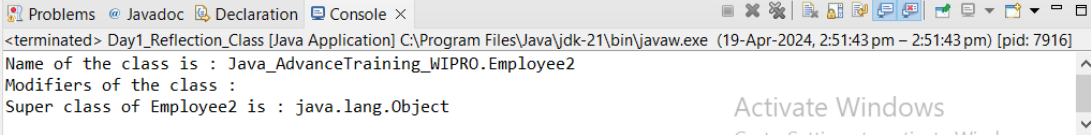 Problems @ Javadoc Declaration Console ×
<terminated> Day1_Reflection_Class [Java Application] C:\Program Files\Java\jdk-21\bin\javaw.exe (19-Apr-2024, 2:51:43 pm – 2:51:43 pm) [pid: 7916]
Name of the class is : Java_AdvanceTraining_WIPRO.Employee2
Modifiers of the class :
Super class of Employee2 is : java.lang.Object
Activate Windows